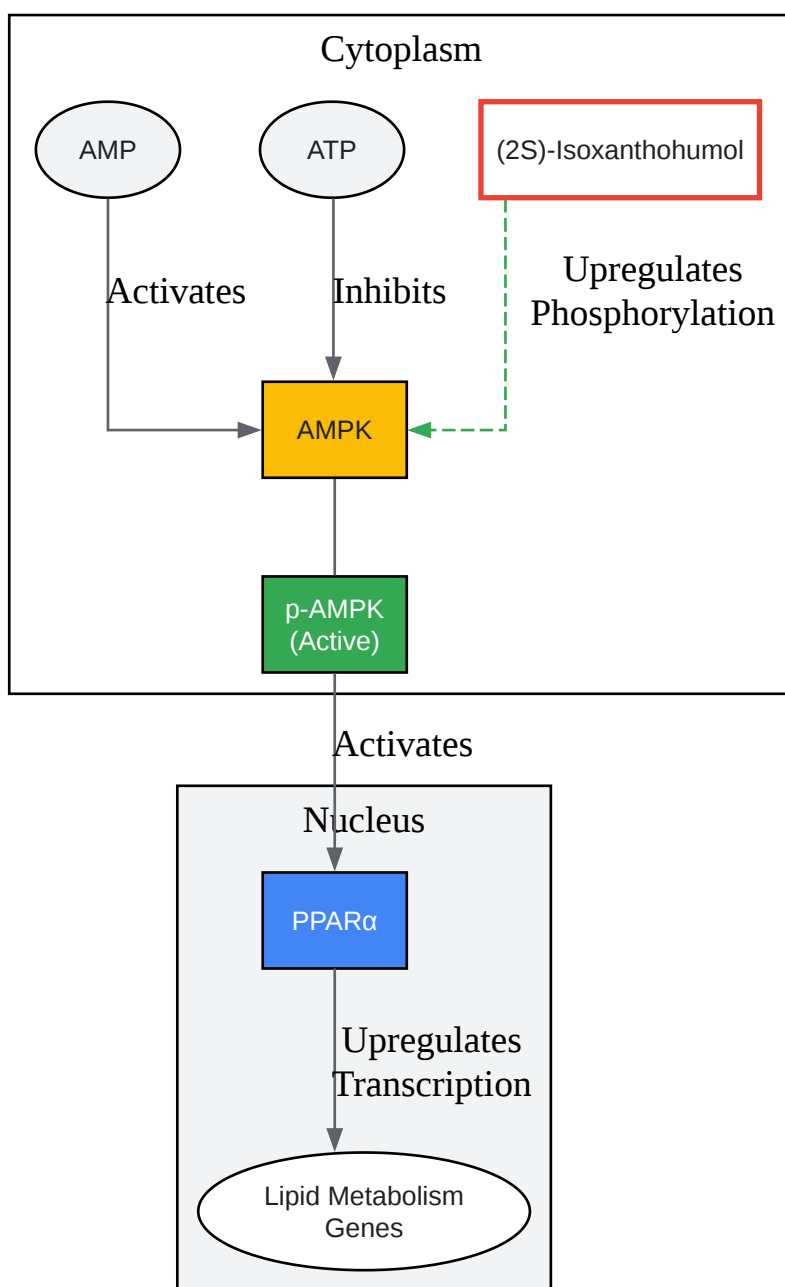 Cytoplasm
AMP
ATP
(2S)-Isoxanthohumol
Activates
Inhibits
Upregulates
Phosphorylation
AMPK
p-AMPK
(Active)
Activates
Nucleus
PPARα
Upregulates
Transcription
Lipid Metabolism
Genes